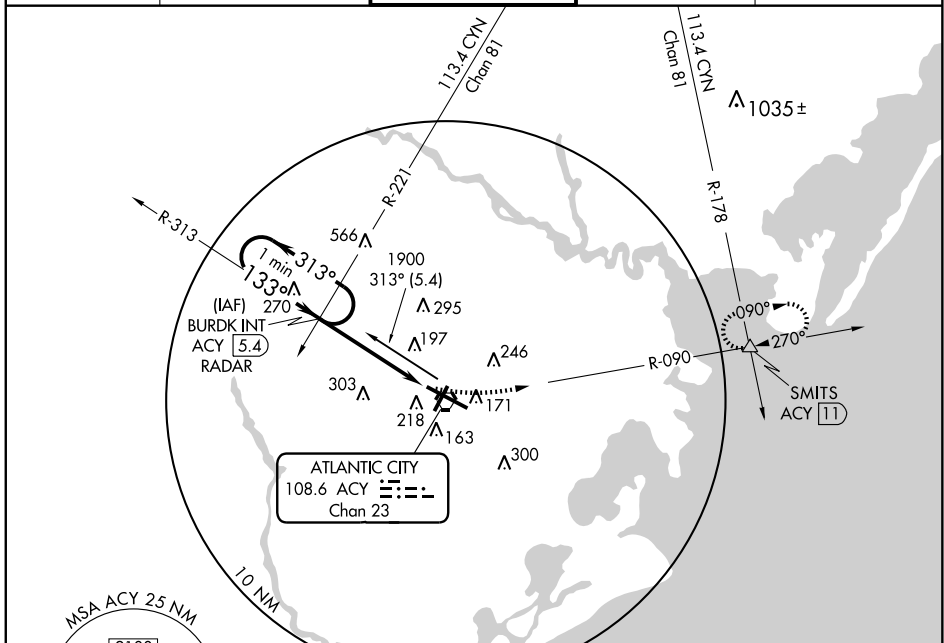 113.4 CYN
Chan 81
113.4 CYN
Chan 81
1035 ±
R-221
R-178
R-313
566
1 min
313°
133°
1900
313° (5.4)
270
295
(IAF)
BURDK INT
ACY 5.4
RADAR
197
246
090°
270°
R-090
303
218
171
SMITS
ACY 11
163
300
ATLANTIC CITY
108.6 ACY
Chan 23
10 NM
MSA ACY 25 NM